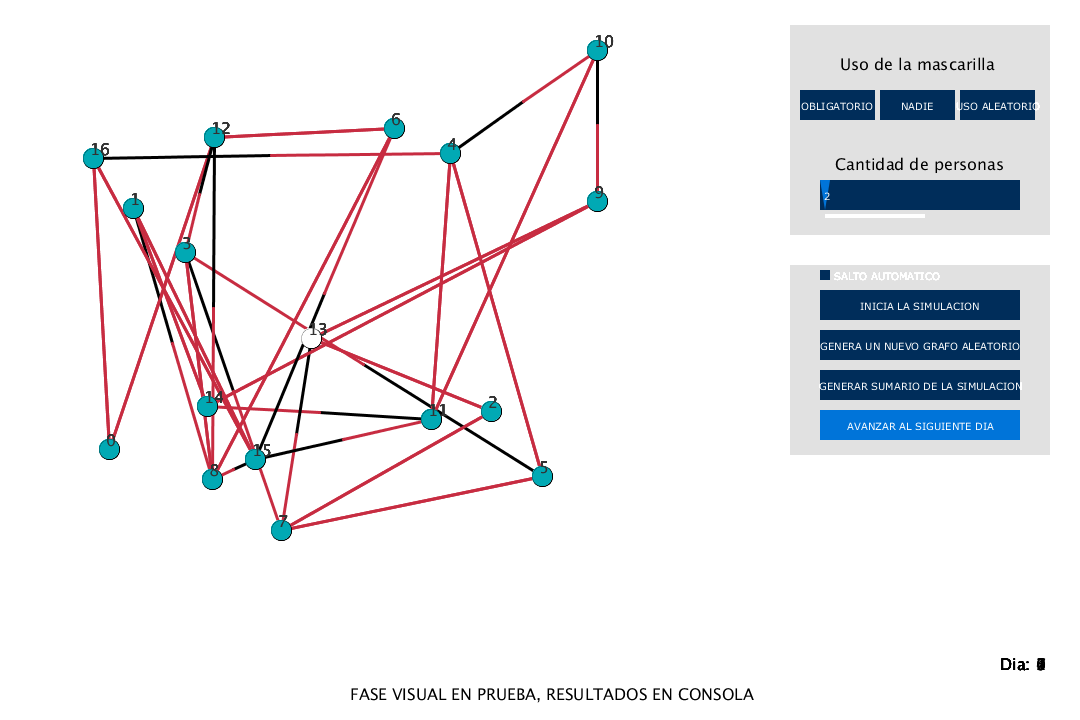 10
6
12
4
16
9
1
3
13
14
11
2
0
15
8
5
7
Uso de la mascarilla
OBLIGATORIO NADIE USO ALEATORIO
Cantidad de personas
2
SALTO AUTOMATICO
INICIA LA SIMULACION
GENERA UN NUEVO GRAFO ALEATORIO
GENERAR SUMARIO DE LA SIMULACION
AVANZAR AL SIGUIENTE DIA
Dia:
FASE VISUAL EN PRUEBA, RESULTADOS EN CONSOLA